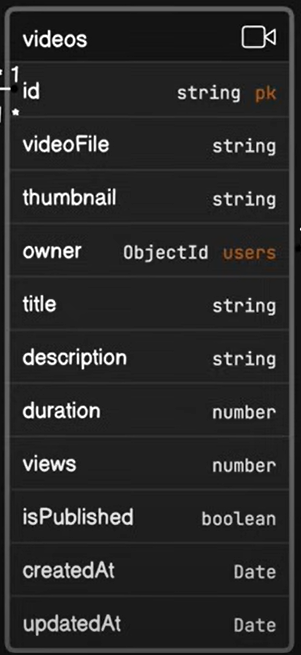 videos
1
id string pk
*
videoFile string
thumbnail string
owner ObjectId users
title string
description string
duration number
views number
isPublished boolean
createdAt Date
updatedAt Date